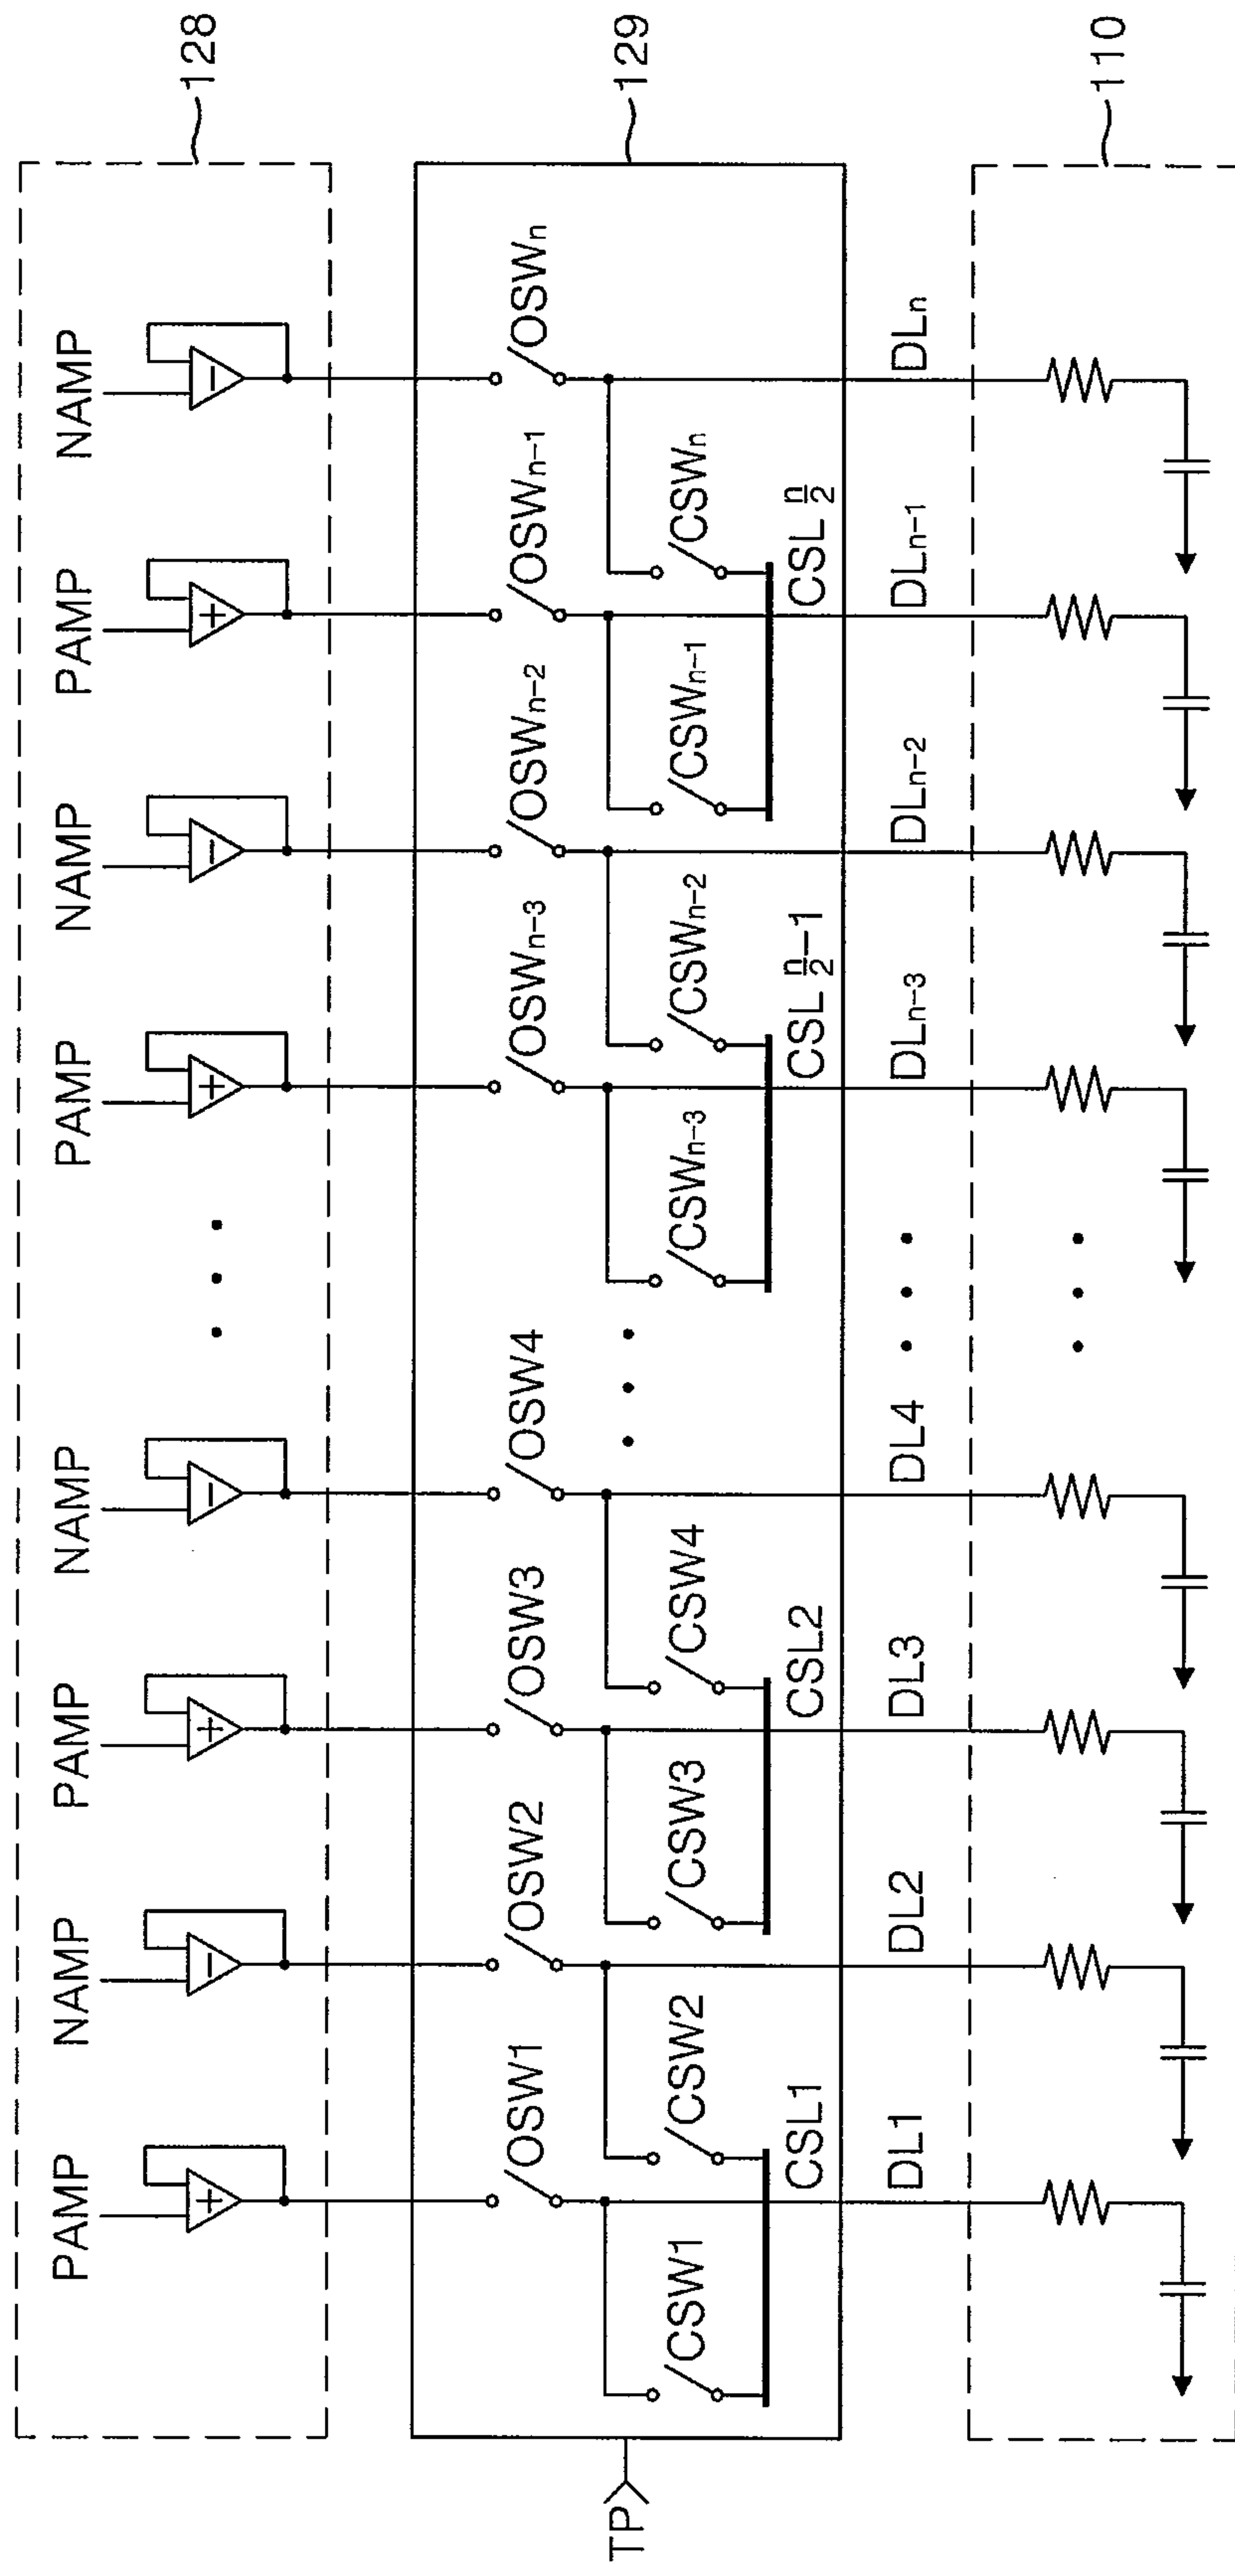 PAMP NAMP PAMP NAMP PAMP NAMP PAMP NAMP
+ − + − + − + −
128
OSW1 OSW2 OSW3 OSW4 OSWn-3 OSWn-2 OSWn-1 OSWn
TP
129
CSW1 CSW2 CSW3 CSW4 CSWn-3 CSWn-2 CSWn-1 CSWn
CSL1 CSL2 CSL n/2-1 CSL n/2
DL1 DL2 DL3 DL4 DLn-3 DLn-2 DLn-1 DLn
110